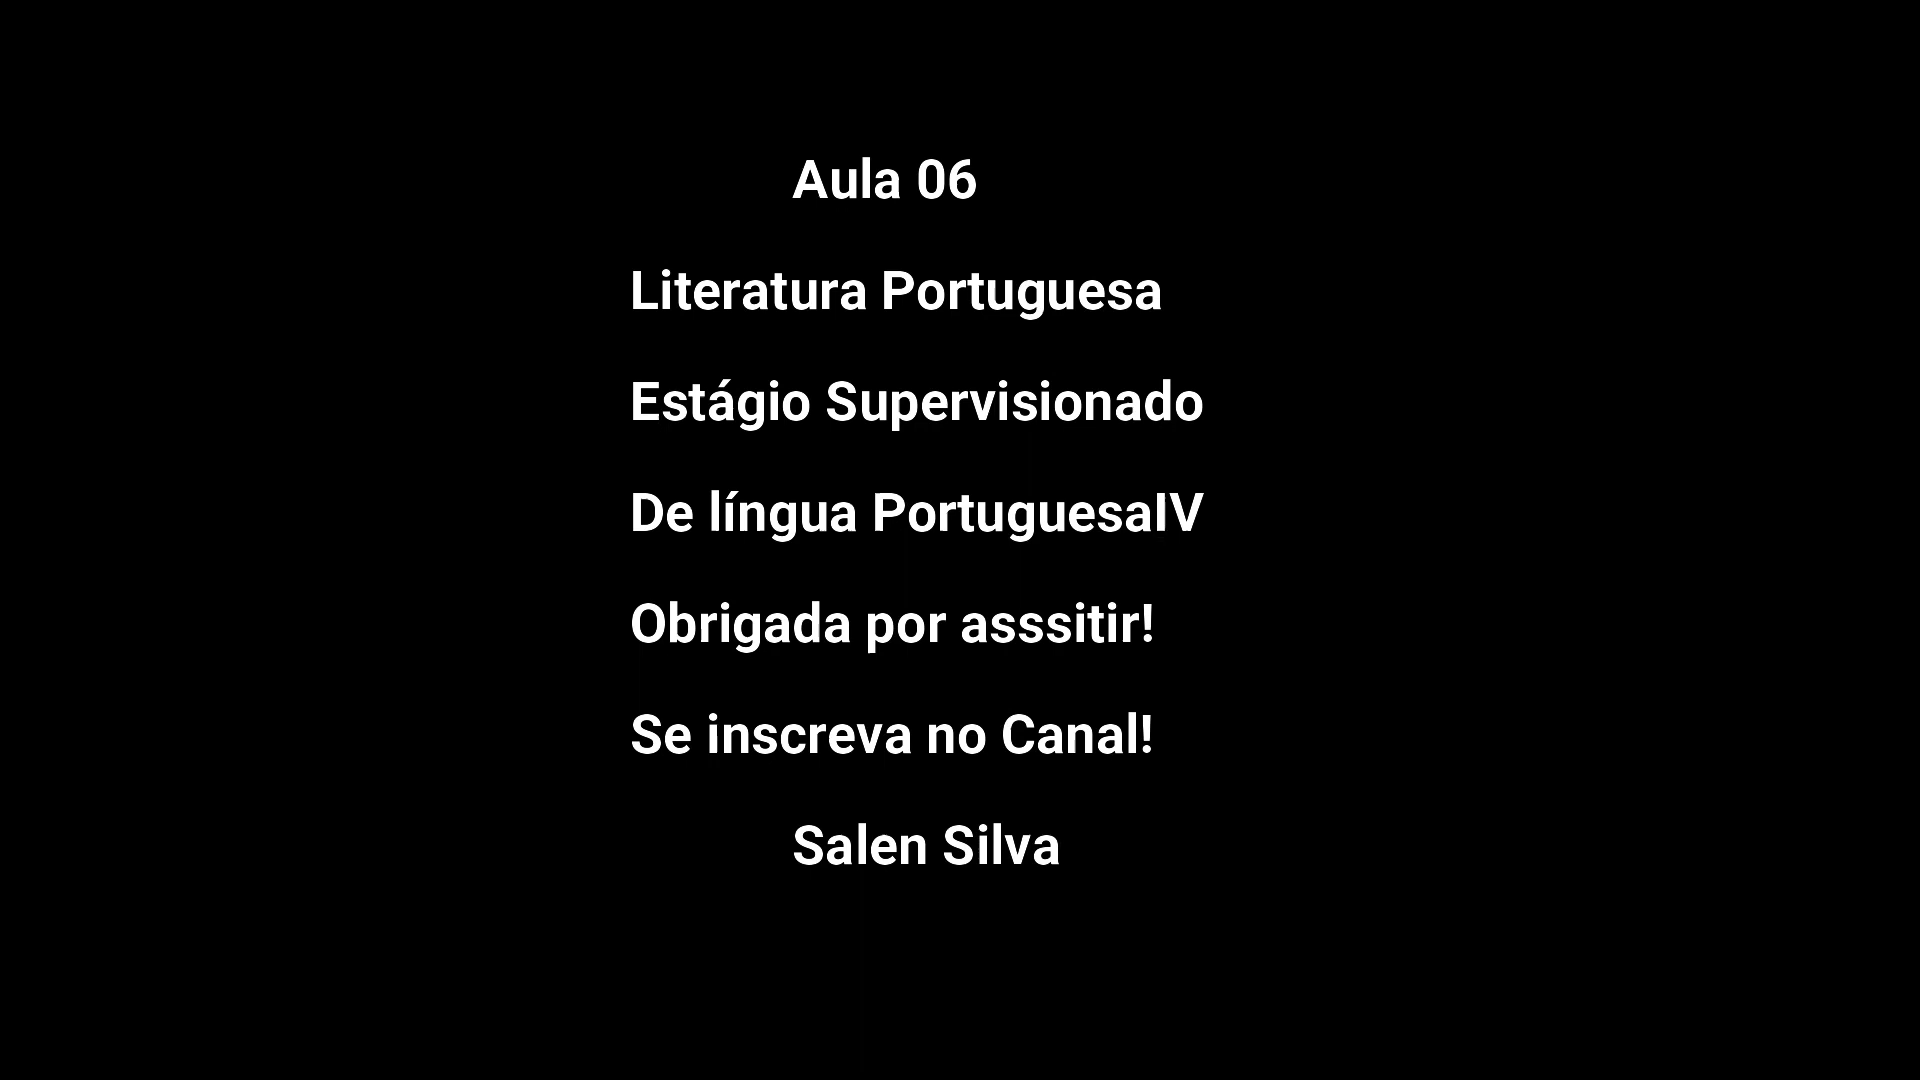 Aula 06
Literatura Portuguesa
Estágio Supervisionado
De língua PortuguesaIV
Obrigada por asssitir!
Se inscreva no Canal!
Salen Silva